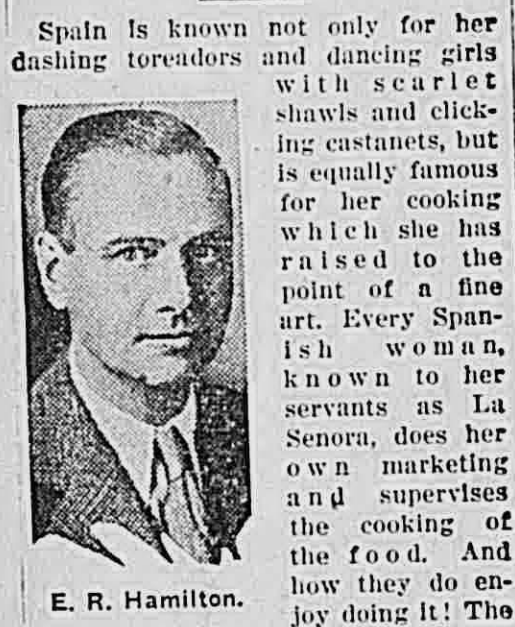 Spain is known not only for her
dashing toreadors and dancing girls
with scarlet
shawls and click-
ing castanets, but
is equally famous
for her cooking
which she has
raised to the
point of a fine
art. Every Span-
ish woman,
known to her
servants as La
Senora, does her
own marketing
and supervises
the cooking of
the food. And
how they do en-
joy doing it! The
E. R. Hamilton.